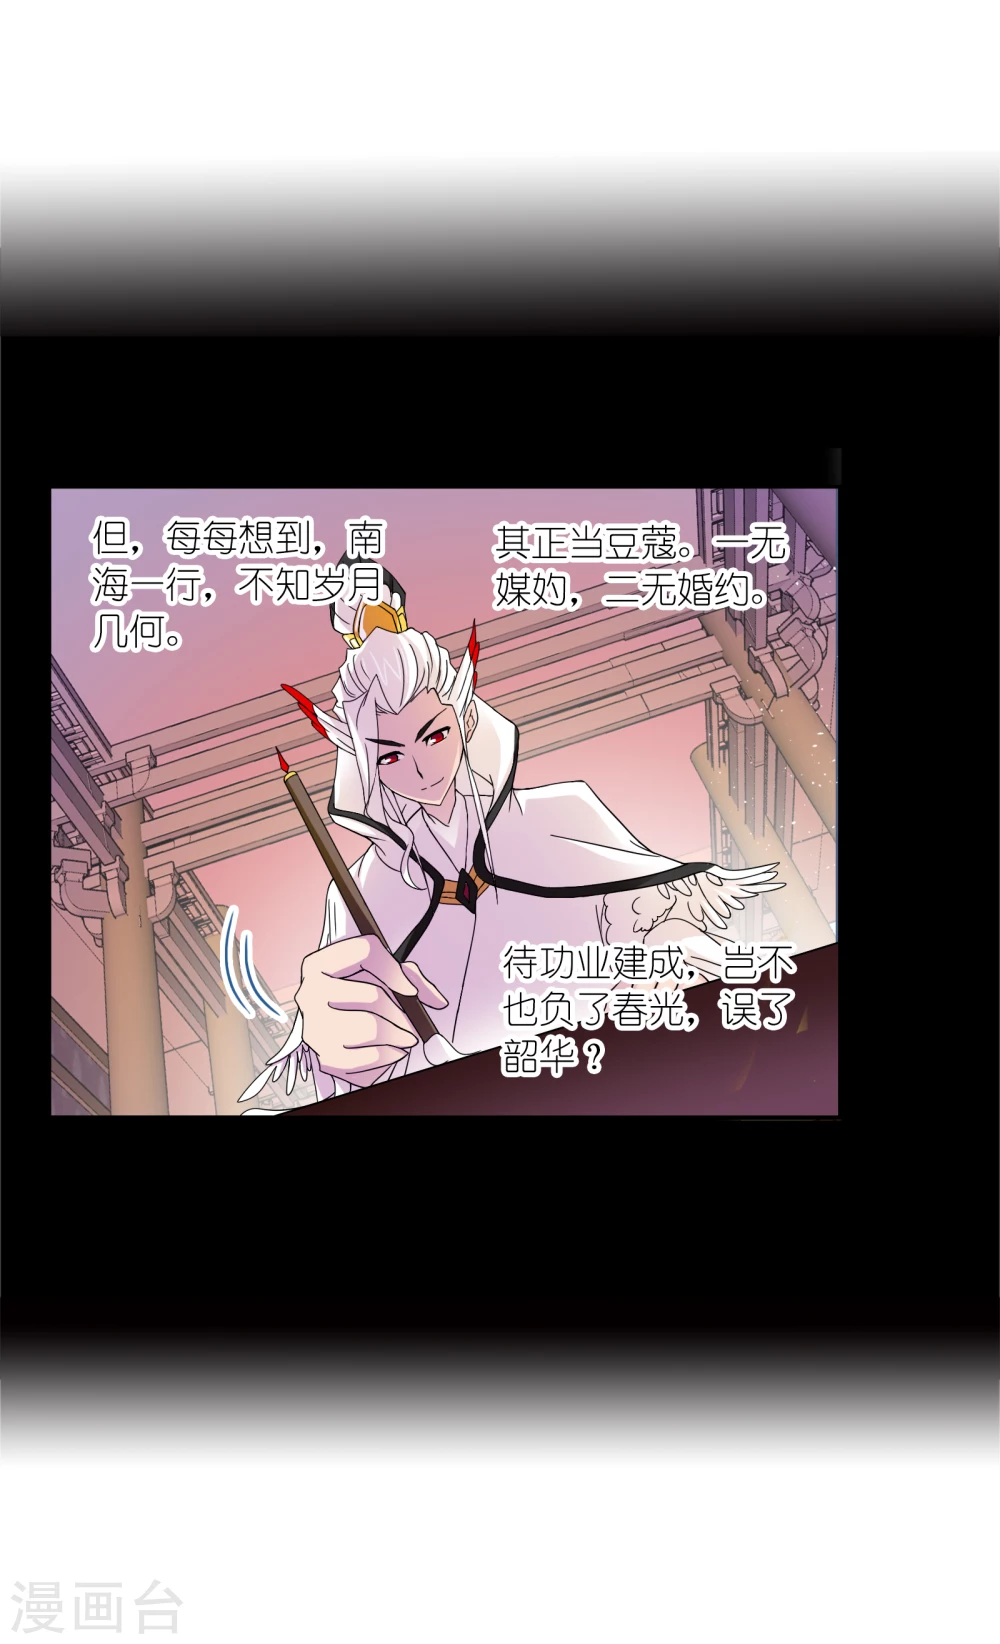 但，每每想到，南
海一行，不知岁月
几何。
其正当豆蔻。一无
媒妁，二无婚约。
待功业建成，岂不
也负了春光，误了
韶华？
漫画台